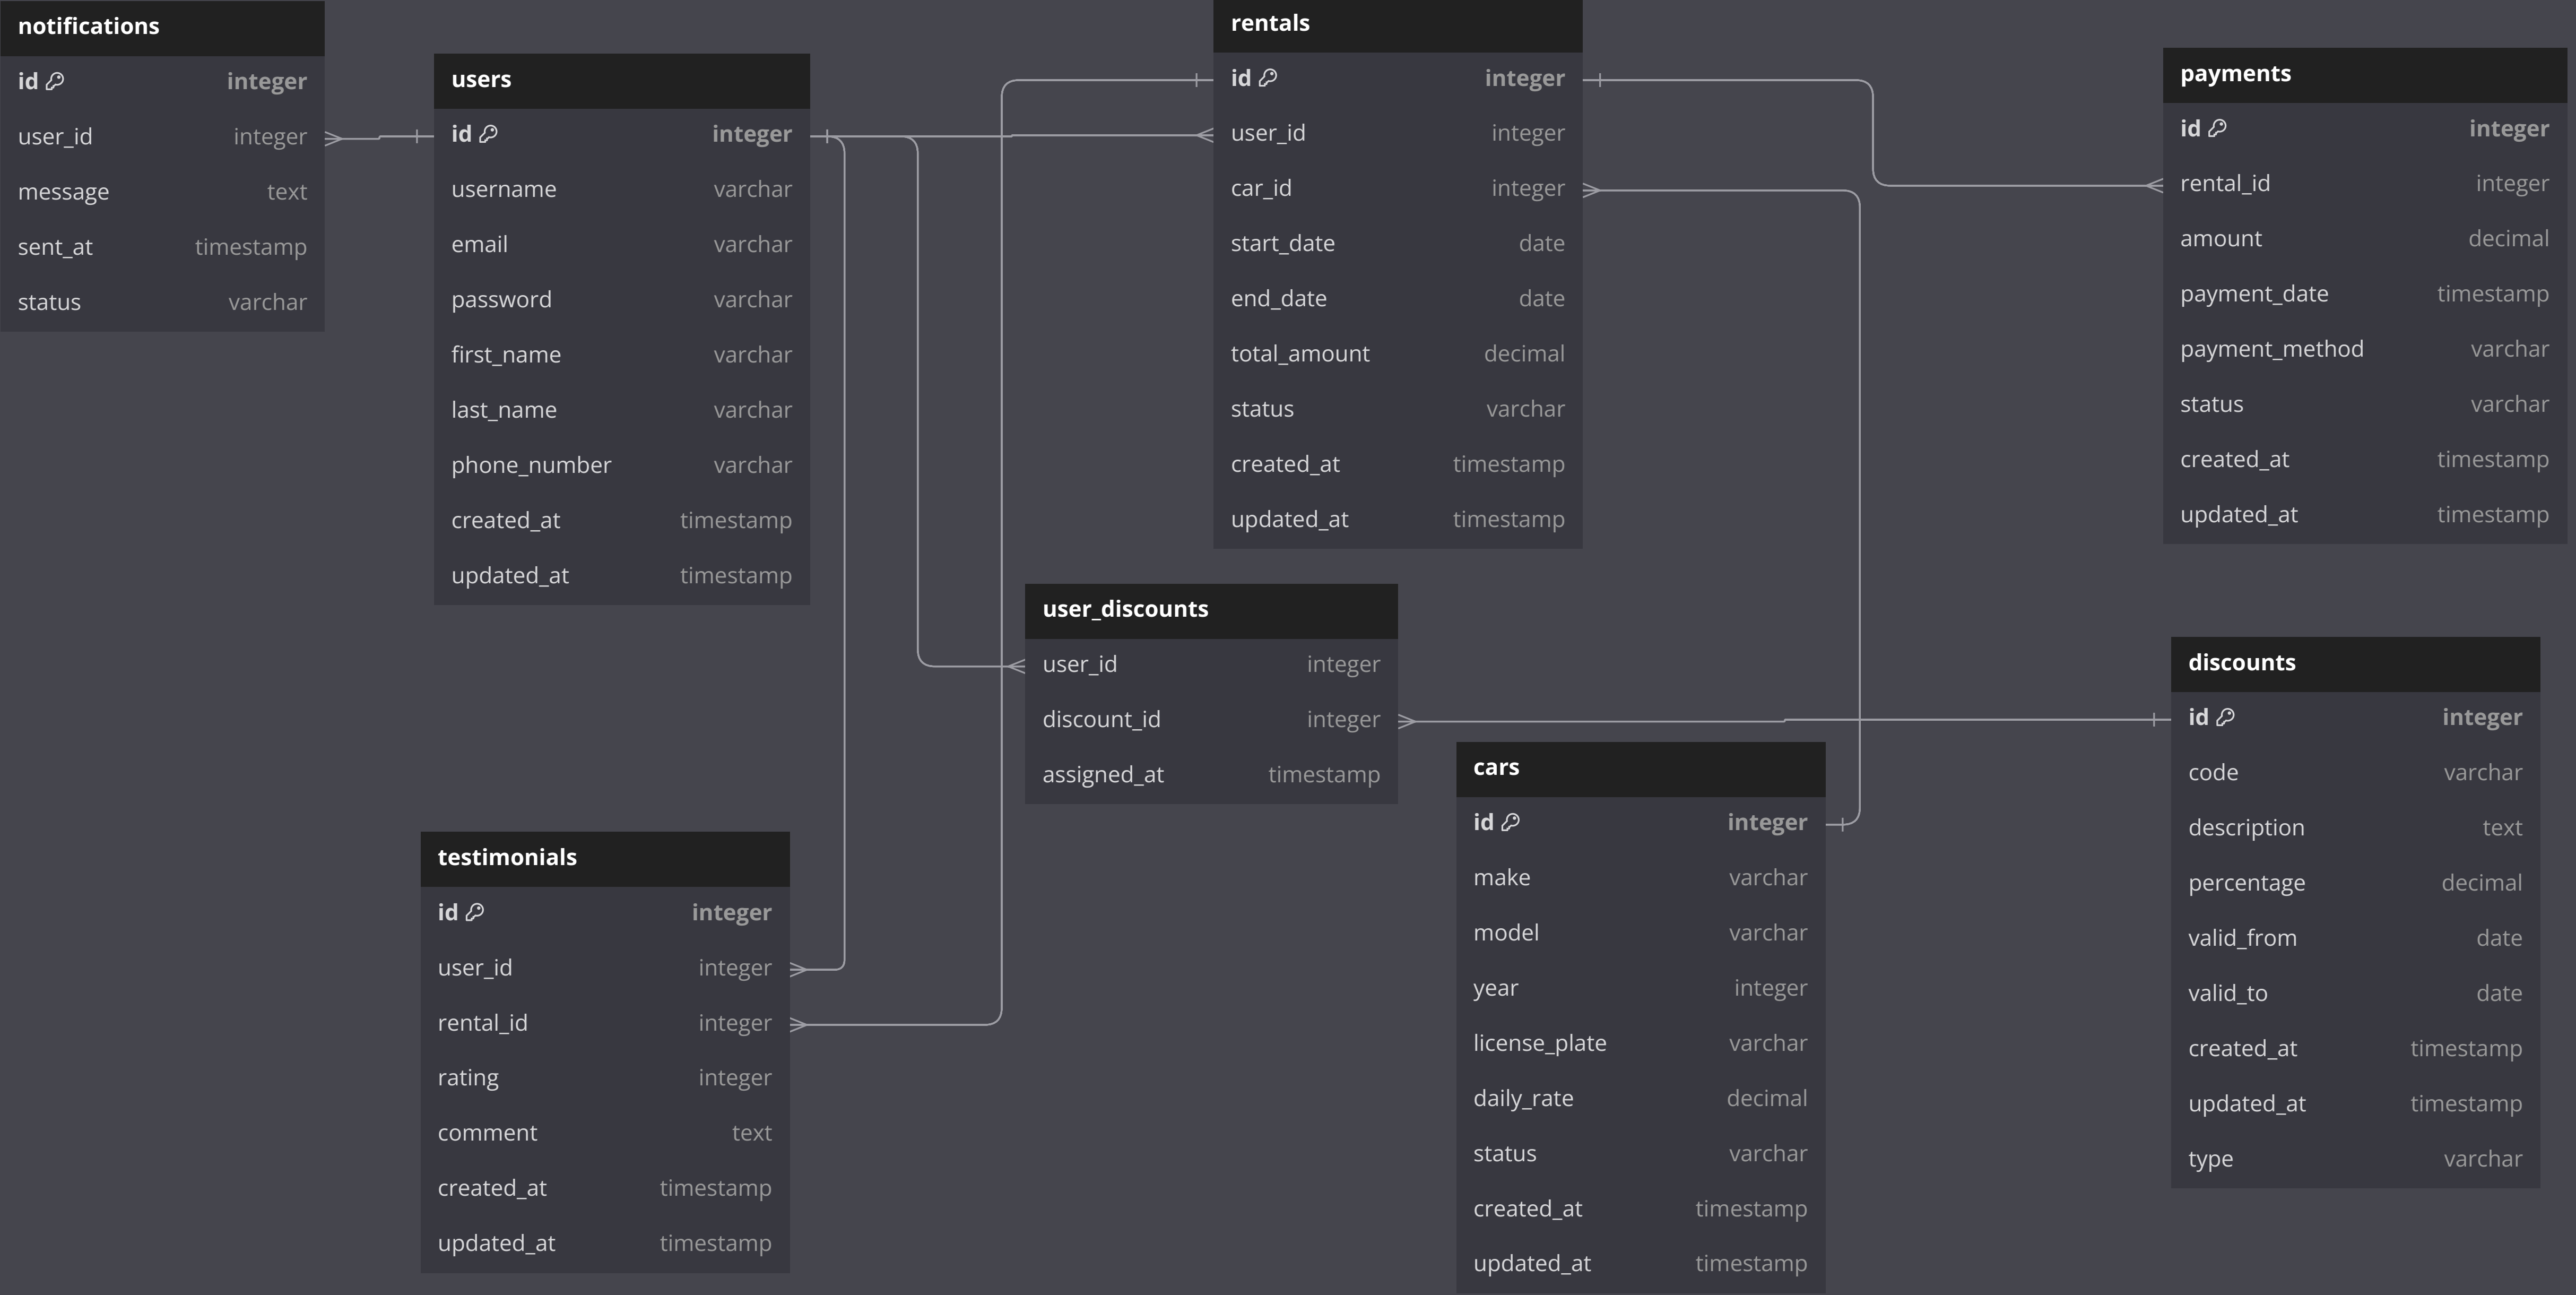 notifications
id integer
user_id integer
message text
sent_at timestamp
status varchar
users
id integer
username varchar
email varchar
password varchar
first_name varchar
last_name varchar
phone_number varchar
created_at timestamp
updated_at timestamp
rentals
id integer
user_id integer
car_id integer
start_date date
end_date date
total_amount decimal
status varchar
created_at timestamp
updated_at timestamp
payments
id integer
rental_id integer
amount decimal
payment_date timestamp
payment_method varchar
status varchar
created_at timestamp
updated_at timestamp
user_discounts
user_id integer
discount_id integer
assigned_at timestamp
discounts
id integer
code varchar
description text
percentage decimal
valid_from date
valid_to date
created_at timestamp
updated_at timestamp
type varchar
cars
id integer
make varchar
model varchar
year integer
license_plate varchar
daily_rate decimal
status varchar
created_at timestamp
updated_at timestamp
testimonials
id integer
user_id integer
rental_id integer
rating integer
comment text
created_at timestamp
updated_at timestamp